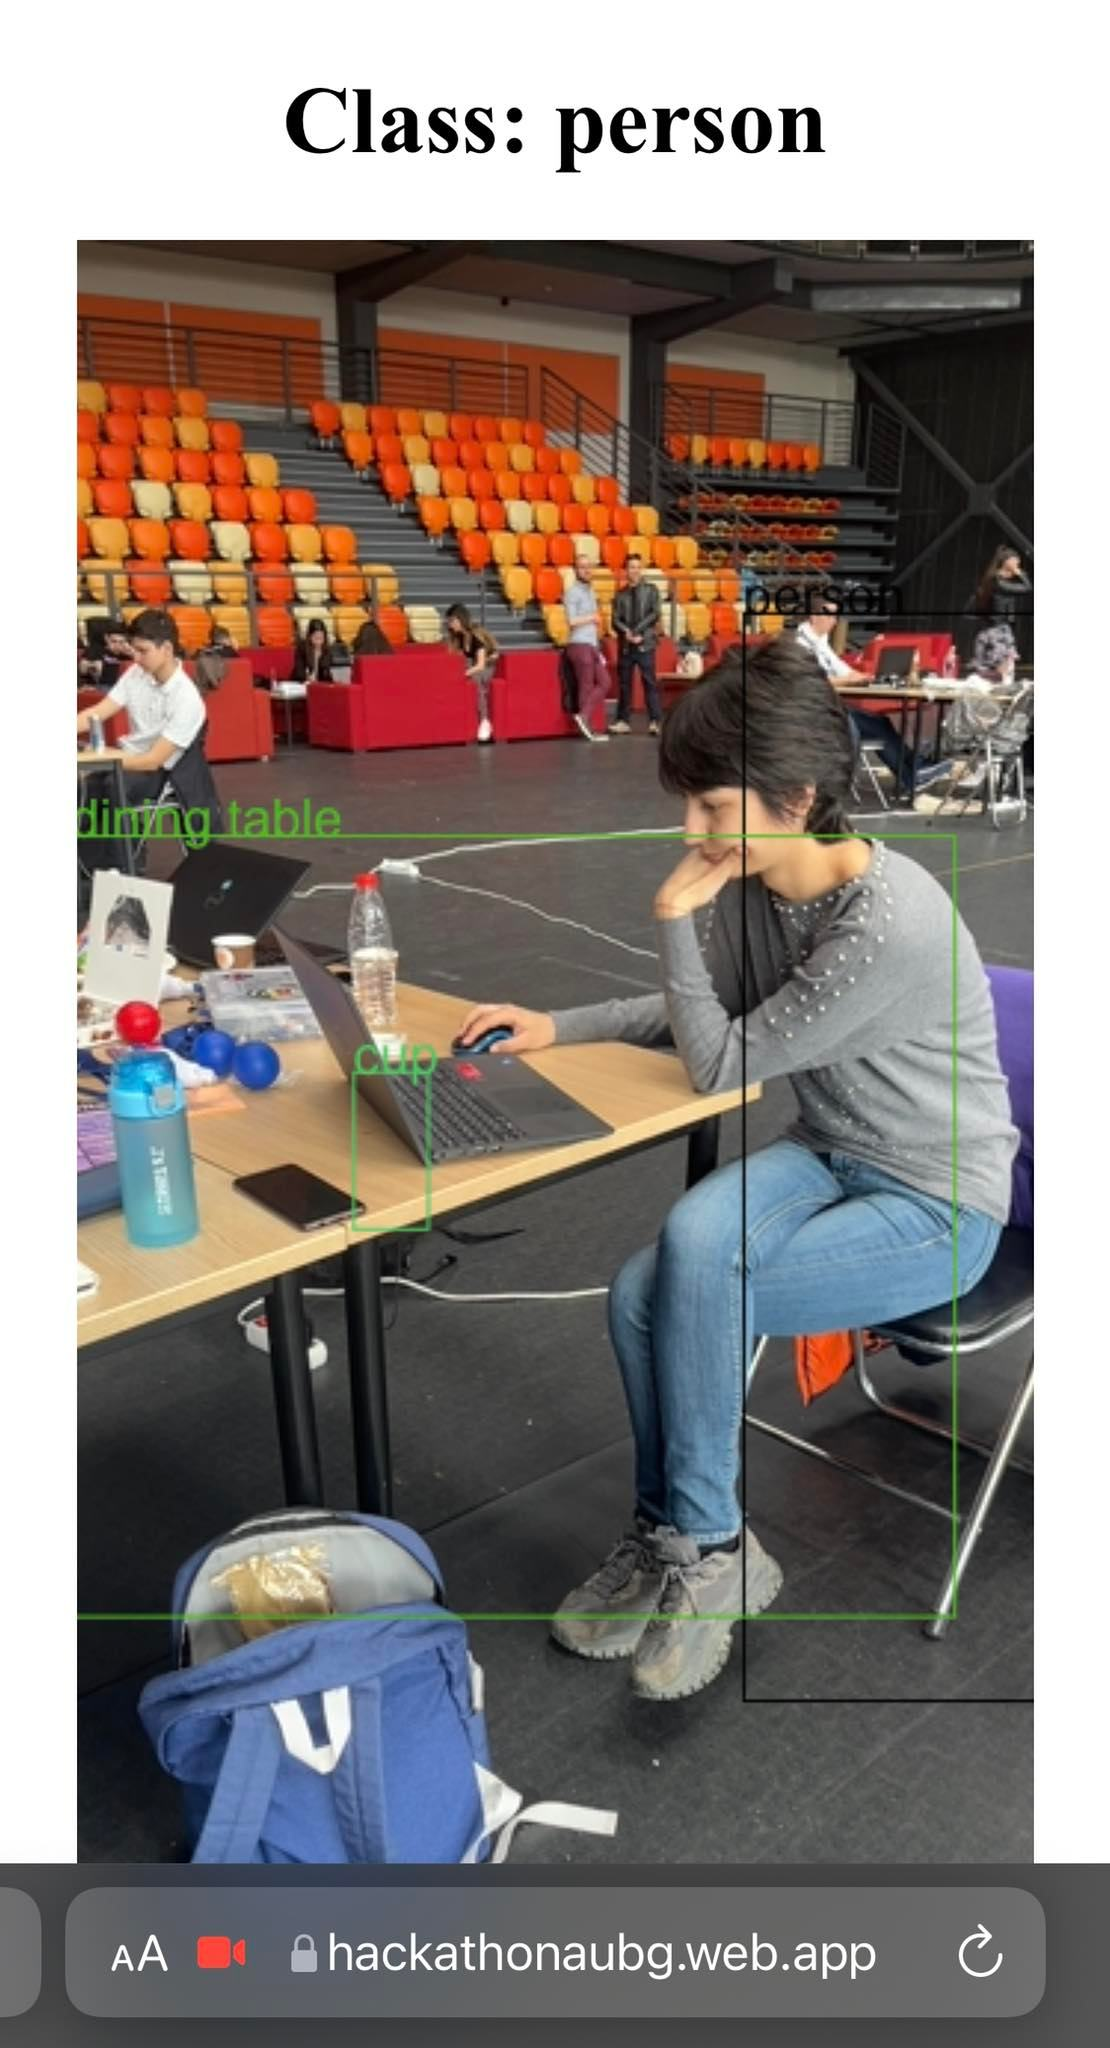 Class: person
person
dining table
cup
AA
hackathonaubg.web.app